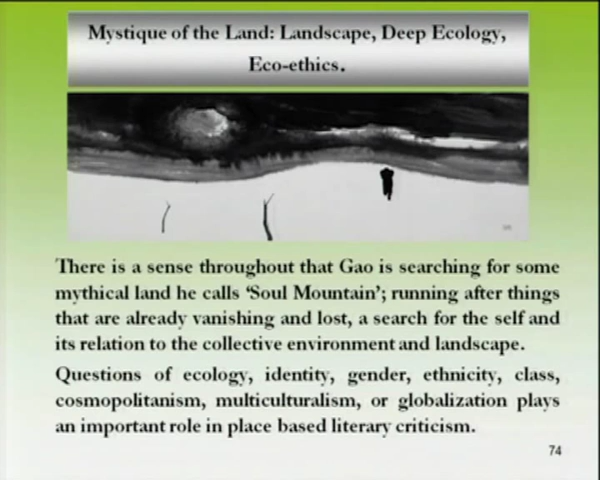 Mystique of the Land: Landscape, Deep Ecology,
Eco-ethics.
There is a sense throughout that Gao is searching for some
mythical land he calls ‘Soul Mountain’; running after things
that are already vanishing and lost, a search for the self and
its relation to the collective environment and landscape.
Questions of ecology, identity, gender, ethnicity, class,
cosmopolitanism, multiculturalism, or globalization plays
an important role in place based literary criticism.
74